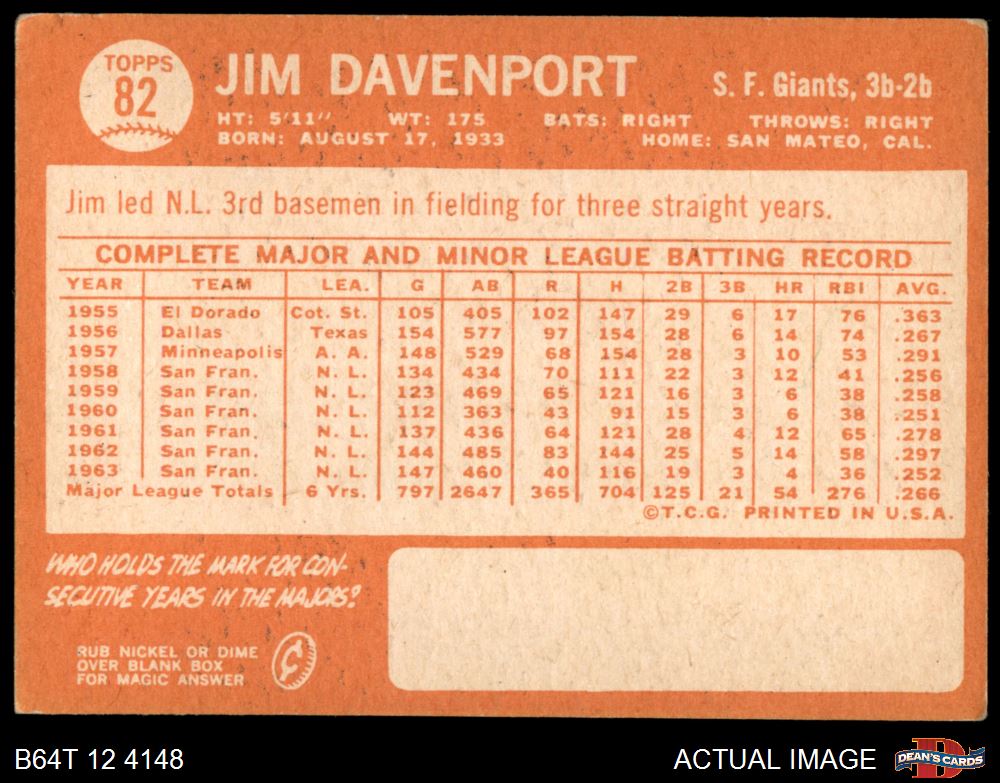 TOPPS
82
JIM DAVENPORT
S. F. Giants, 3b-2b
HT: 5'11" WT: 175 BATS: RIGHT THROWS: RIGHT
BORN: AUGUST 17, 1933 HOME: SAN MATEO, CAL.
Jim led N.L. 3rd basemen in fielding for three straight years.
COMPLETE MAJOR AND MINOR LEAGUE BATTING RECORD
YEAR TEAM LEA. G AB R H 2B 3B HR RBI AVG.
1955 El Dorado Cot. St. 105 405 102 147 29 6 17 76 .363
1956 Dallas Texas 154 577 97 154 28 6 14 74 .267
1957 Minneapolis A. A. 148 529 68 154 28 3 10 53 .291
1958 San Fran. N. L. 134 434 70 111 22 3 12 41 .256
1959 San Fran. N. L. 123 469 65 121 16 3 6 38 .258
1960 San Fran. N. L. 112 363 43 91 15 3 6 38 .251
1961 San Fran. N. L. 137 436 64 121 28 4 12 65 .278
1962 San Fran. N. L. 144 485 83 144 25 5 14 58 .297
1963 San Fran. N. L. 147 460 40 116 19 3 4 36 .252
Major League Totals 6 Yrs. 797 2647 365 704 125 21 54 276 .266
©T.C.G. PRINTED IN U.S.A.
WHO HOLDS THE MARK FOR CON-
SECUTIVE YEARS IN THE MAJORS?
RUB NICKEL OR DIME
OVER BLANK BOX
FOR MAGIC ANSWER
¢
B64T 12 4148
ACTUAL IMAGE
D
DEAN'S CARDS